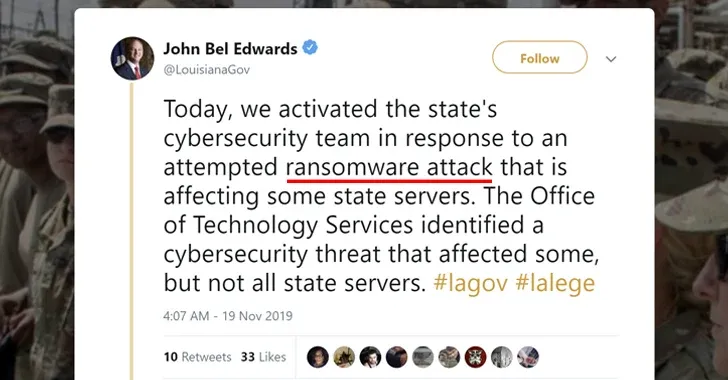 John Bel Edwards
@LouisianaGov
Follow
Today, we activated the state's
cybersecurity team in response to an
attempted ransomware attack that is
affecting some state servers. The Office
of Technology Services identified a
cybersecurity threat that affected some,
but not all state servers. #lagov #lalege
4:07 AM - 19 Nov 2019
10 Retweets 33 Likes